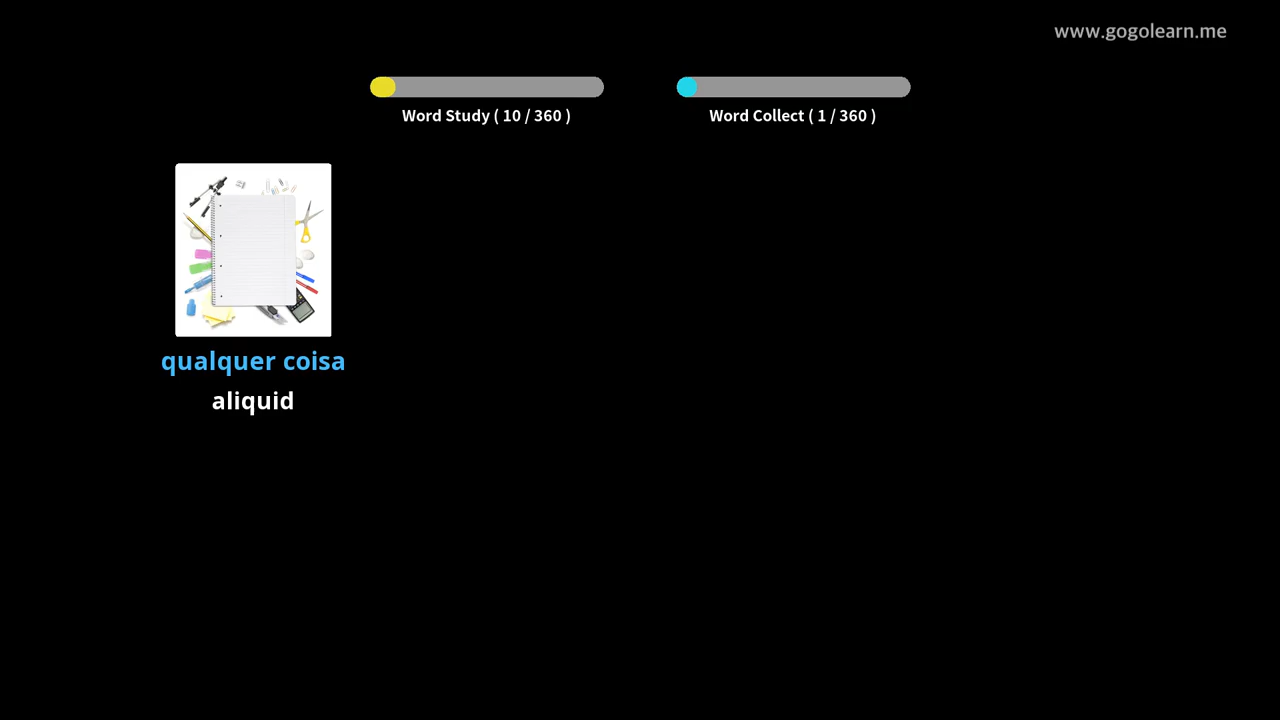 www.gogolearn.me
Word Study ( 10 / 360 )
Word Collect ( 1 / 360 )
qualquer coisa
aliquid